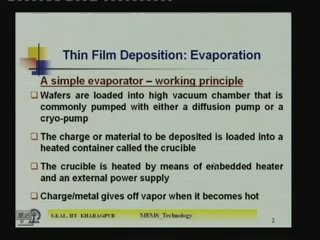 Thin Film Deposition: Evaporation
A simple evaporator – working principle
Wafers are loaded into high vacuum chamber that is
commonly pumped with either a diffusion pump or a
cryo-pump
The charge or material to be deposited is loaded into a
heated container called the crucible
The crucible is heated by means of embedded heater
and an external power supply
Charge/metal gives off vapor when it becomes hot
S.KAL, IIT- KHARAGPUR MEMS_Technology
2